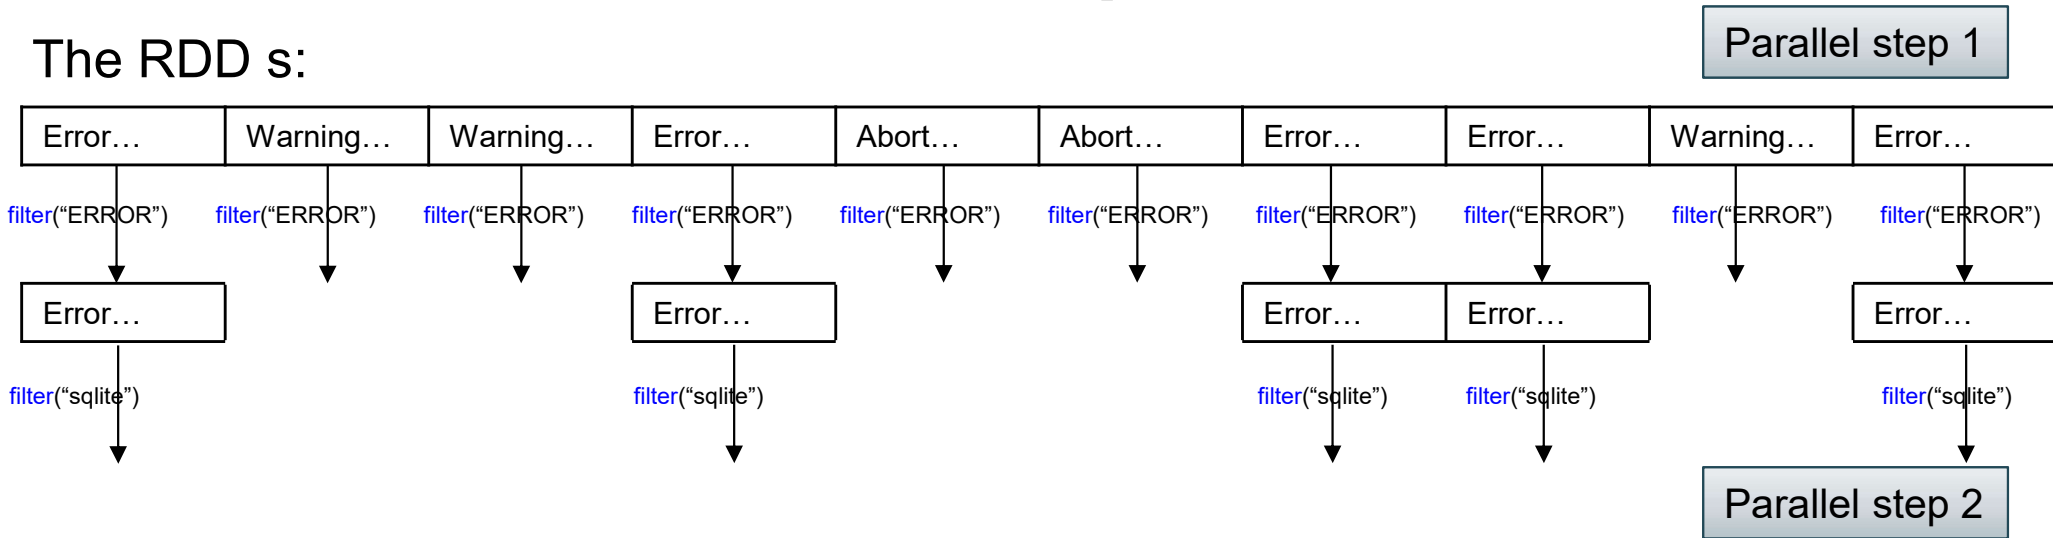 Parallel step 1
The RDD s:
Error… Warning… Warning… Error… Abort… Abort… Error… Error… Warning… Error…
filter(“ERROR”) filter(“ERROR”) filter(“ERROR”) filter(“ERROR”) filter(“ERROR”) filter(“ERROR”) filter(“ERROR”) filter(“ERROR”) filter(“ERROR”) filter(“ERROR”)
Error… Error… Error… Error… Error…
filter(“sqlite”) filter(“sqlite”) filter(“sqlite”) filter(“sqlite”) filter(“sqlite”)
Parallel step 2